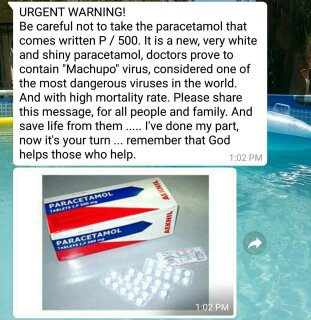 URGENT WARNING!
Be careful not to take the paracetamol that
comes written P / 500. It is a new, very white
and shiny paracetamol, doctors prove to
contain "Machupo" virus, considered one of
the most dangerous viruses in the world.
And with high mortality rate. Please share
this message, for all people and family. And
save life from them ..... I've done my part,
now it's your turn ... remember that God
helps those who help.
1:02 PM
PARACETAMOL
TABLETS I.P. 500 mg
PARACETAMOL
TABLETS I.P. 500 mg
1:02 PM